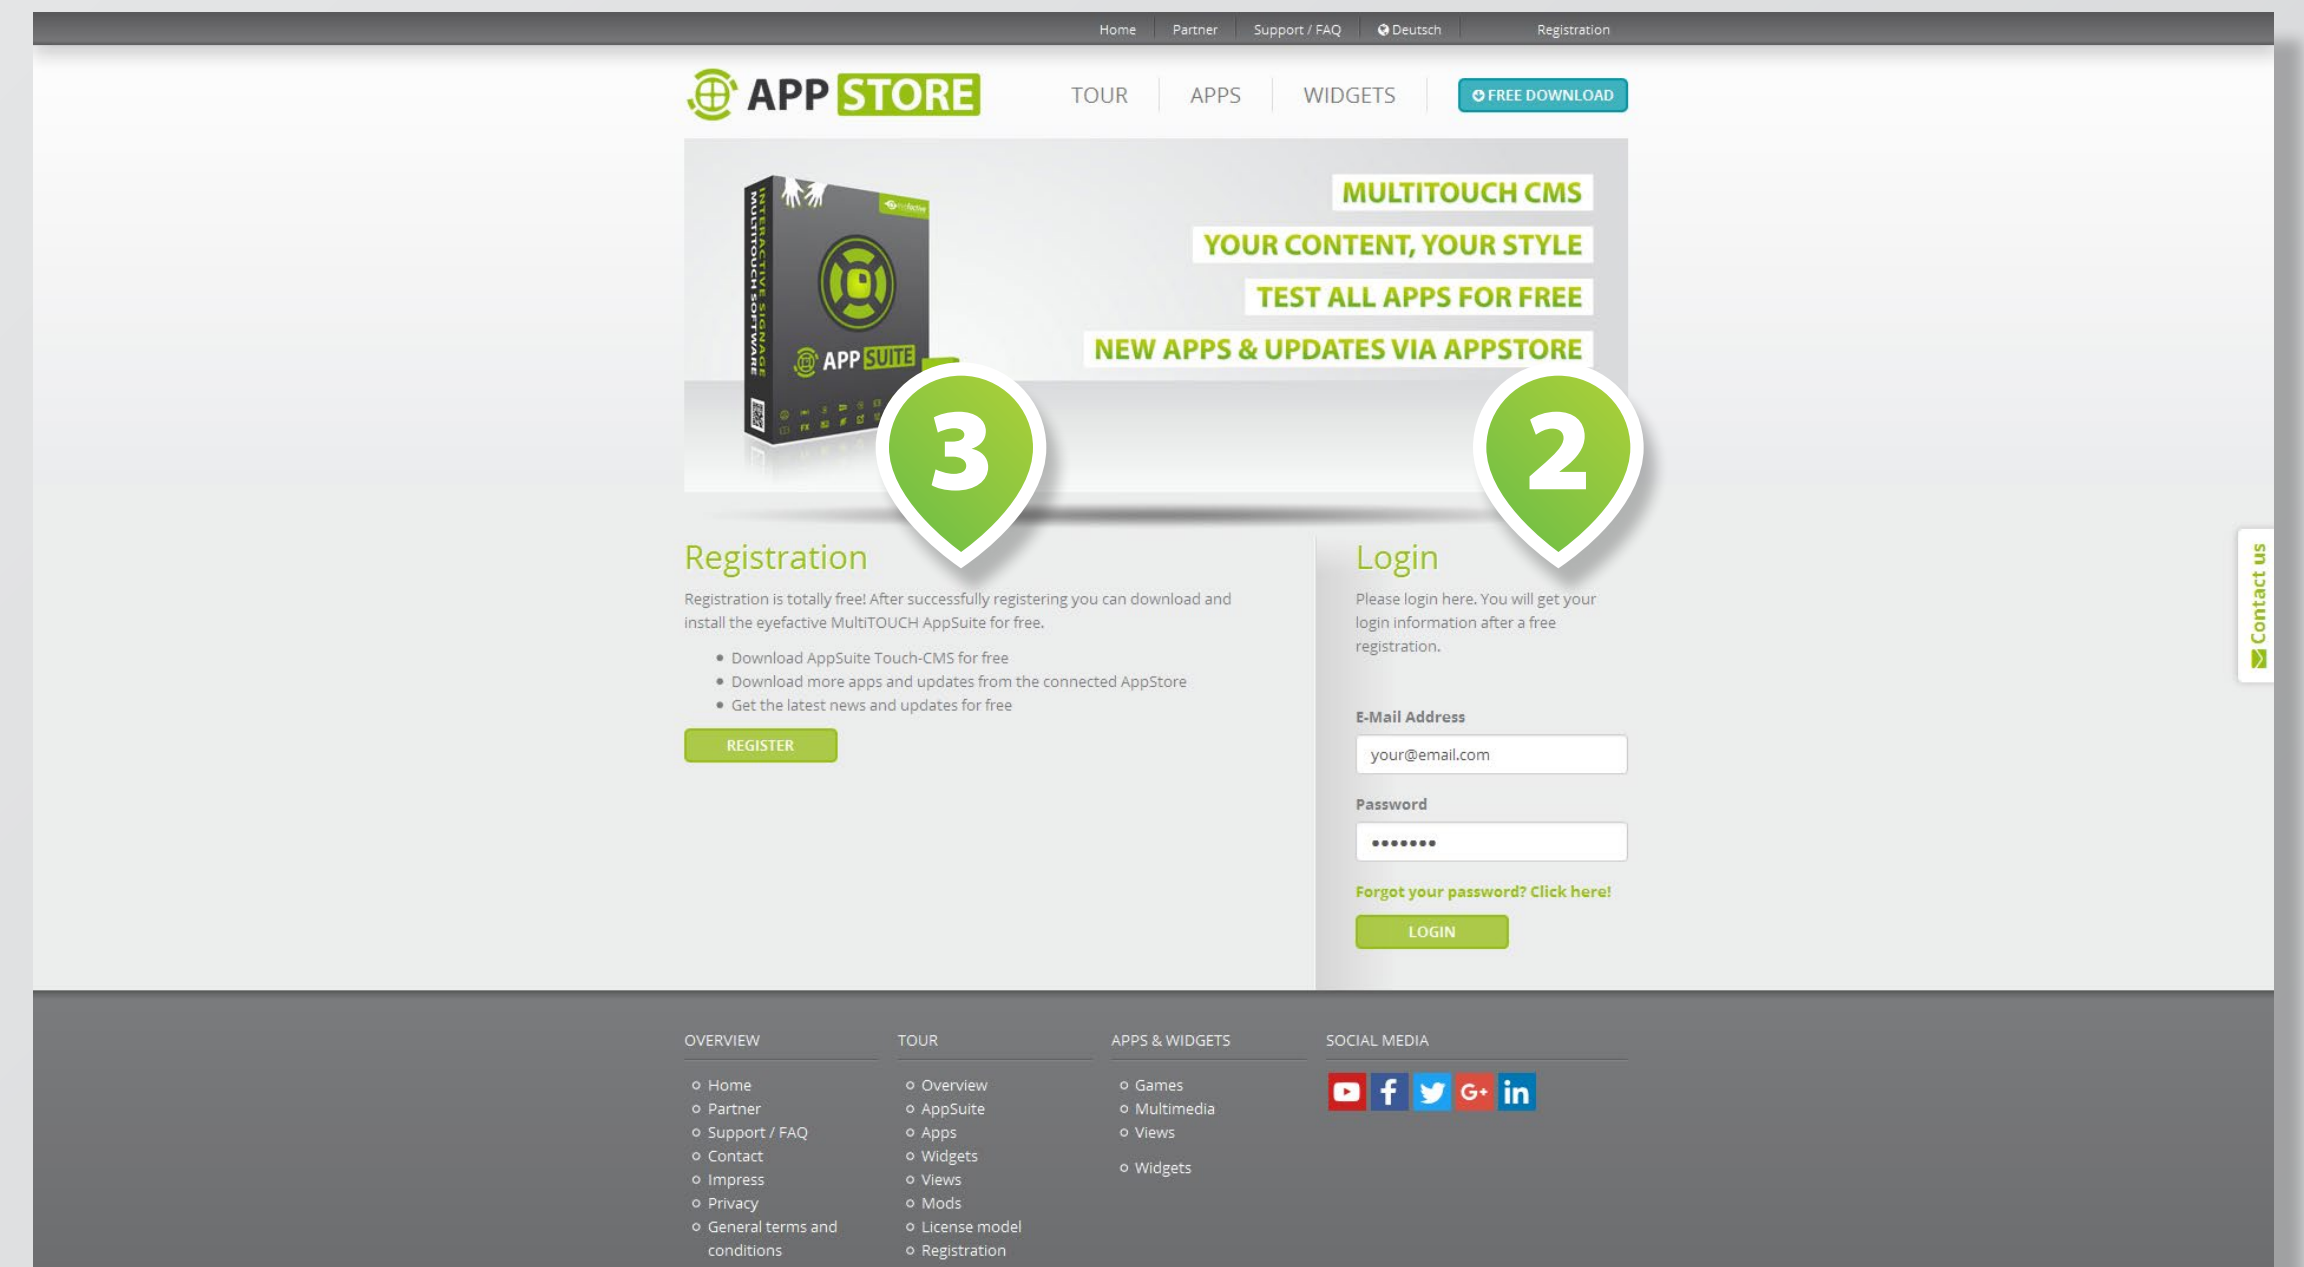 Home
Partner
Support / FAQ
Deutsch
Registration
APP STORE
TOUR
APPS
WIDGETS
FREE DOWNLOAD
INTERACTIVE SIGNAGE
MULTITOUCH SOFTWARE
APP SUITE
FX
MULTITOUCH CMS
YOUR CONTENT, YOUR STYLE
TEST ALL APPS FOR FREE
NEW APPS & UPDATES VIA APPSTORE
3
2
Registration
Registration is totally free! After successfully registering you can download and
install the eyefactive MultiTOUCH AppSuite for free.
Download AppSuite Touch-CMS for free
Download more apps and updates from the connected AppStore
Get the latest news and updates for free
REGISTER
Login
Please login here. You will get your
login information after a free
registration.
E-Mail Address
your@email.com
Password
•••••••
Forgot your password? Click here!
LOGIN
Contact us
OVERVIEW
Home
Partner
Support / FAQ
Contact
Impress
Privacy
General terms and
conditions
TOUR
Overview
AppSuite
Apps
Widgets
Views
Mods
License model
Registration
APPS & WIDGETS
Games
Multimedia
Views
Widgets
SOCIAL MEDIA
f
G+
in